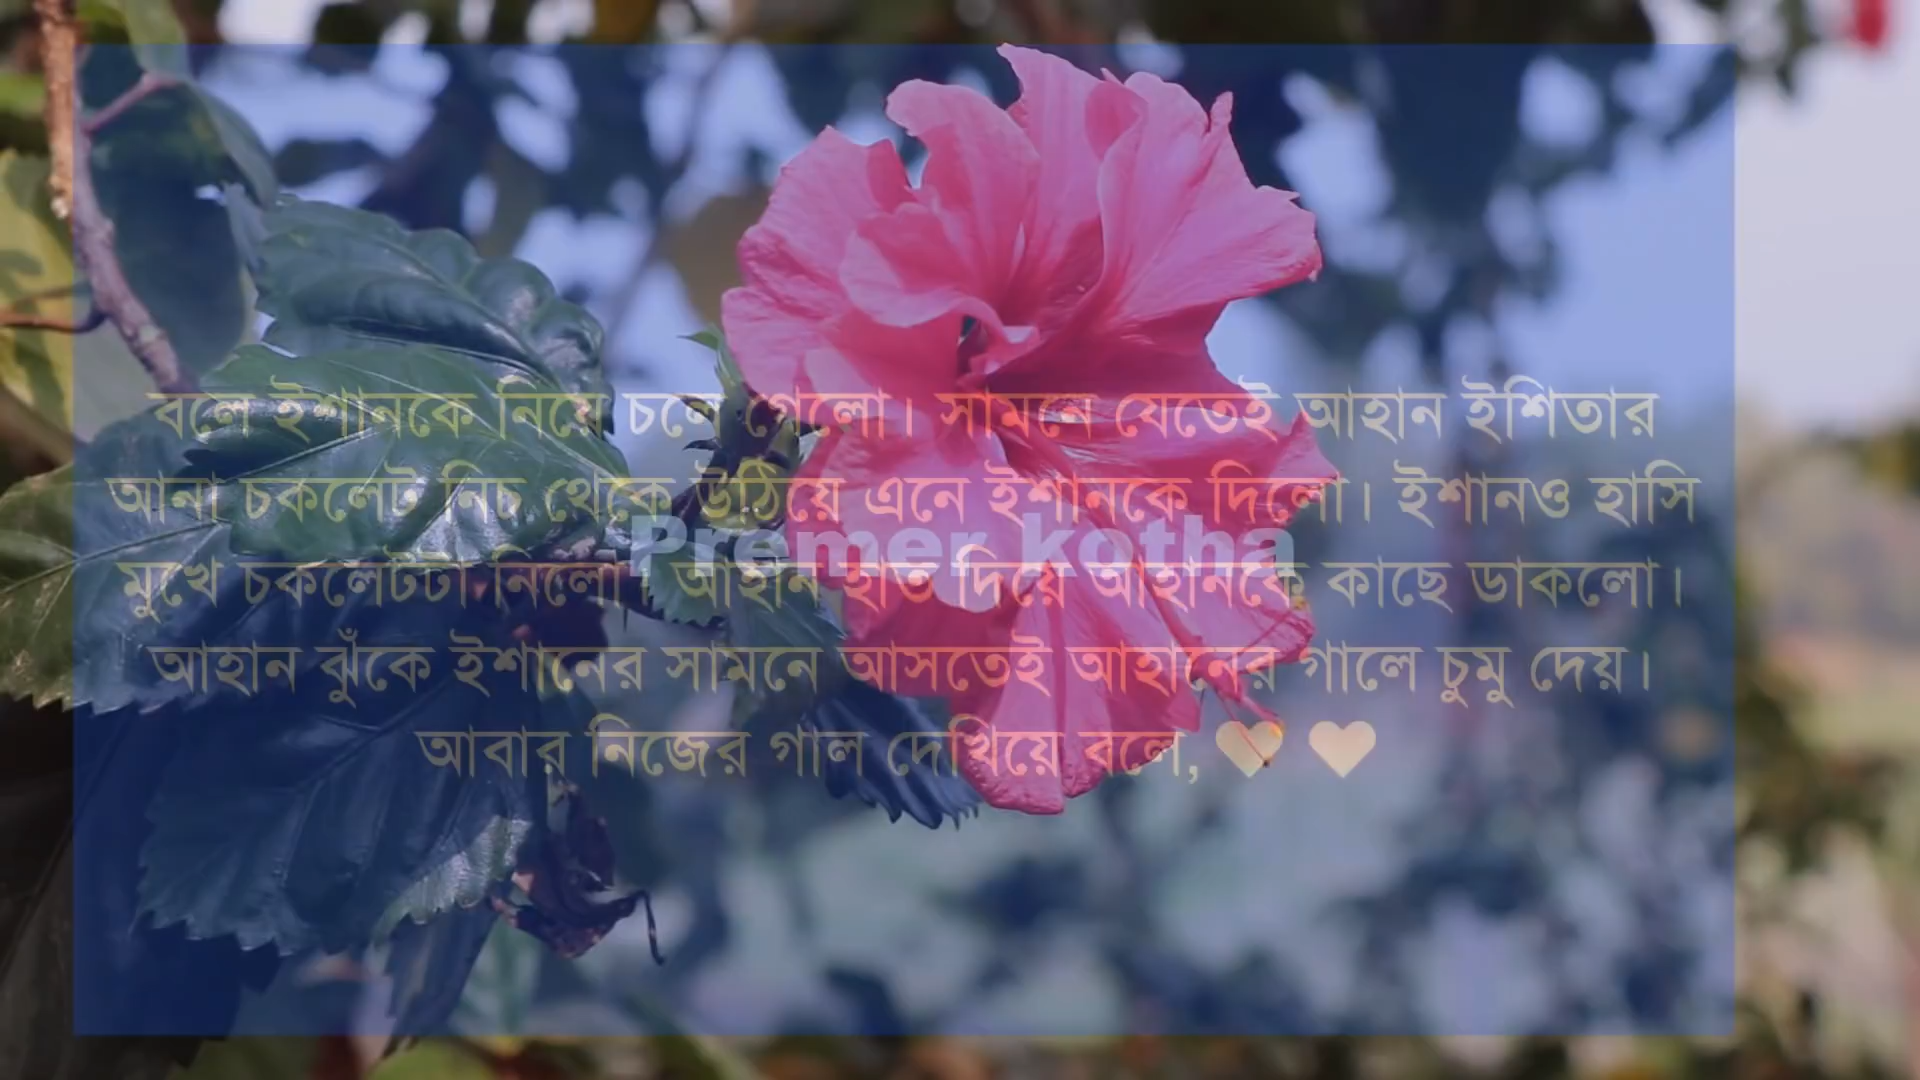 বলে ইশানকে নিয়ে চলে গেলো। সামনে যেতেই আহান ইশিতার
আনা চকলেট নিচ থেকে উঠিয়ে এনে ইশানকে দিলো। ইশানও হাসি
Premer kotha
মুখে চকলেটটা নিলো। আহান হাত দিয়ে আহানকে কাছে ডাকলো।
আহান ঝুঁকে ইশানের সামনে আসতেই আহানের গালে চুমু দেয়।
আবার নিজের গাল দেখিয়ে বলে, 💛 💛